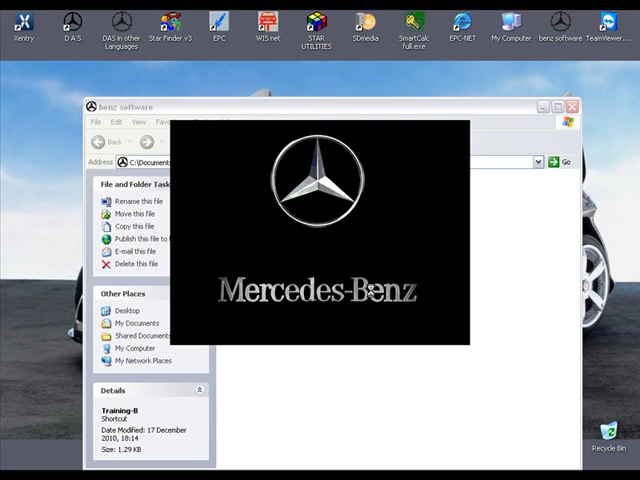 Xentry
D A S
DAS in other
Languages
Star Finder v3
EPC
WIS net
STAR
UTILITIES
SDmedia
SmartCalc
full.exe
EPC-NET
My Computer
benz software
TeamViewer....
benz software
File Edit View
Back
Address C:\Document
Go
File and Folder Task
Rename this file
Move this file
Copy this file
Publish this file to
E-mail this file
Delete this file
Other Places
Desktop
My Documents
Shared Documents
My Computer
My Network Places
Details
Training-B
Shortcut
Date Modified: 17 December
2010, 18:14
Size: 1.29 KB
Mercedes-Benz
Recycle Bin